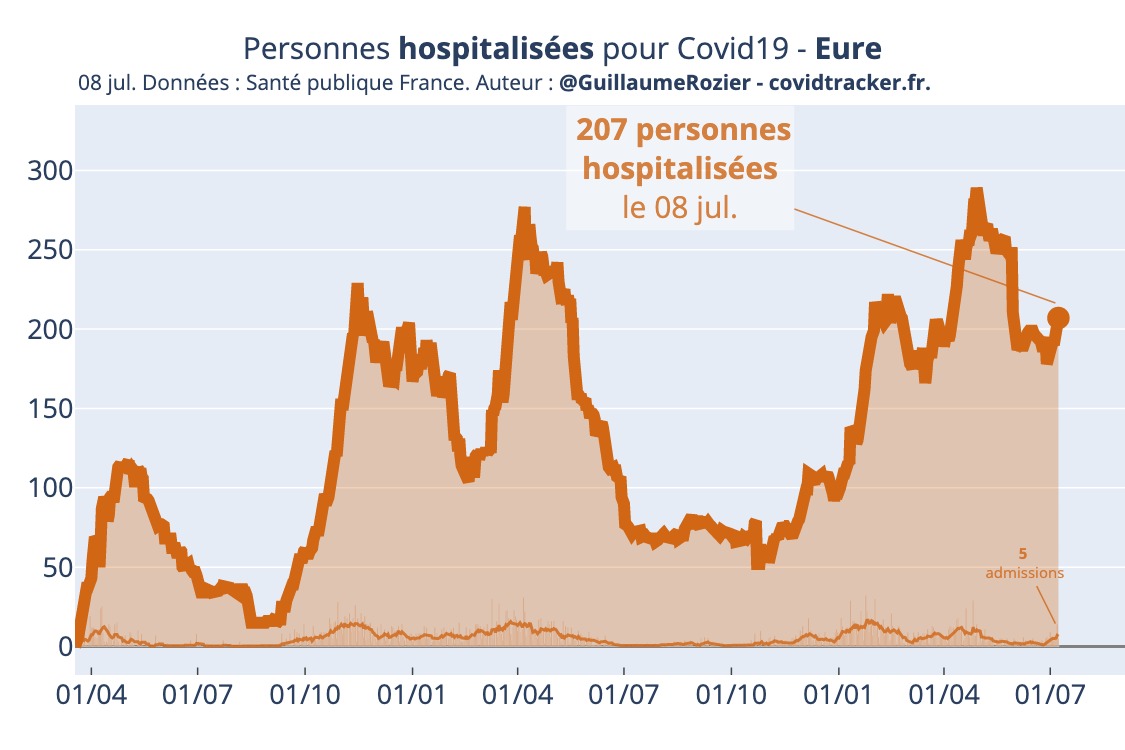 Personnes hospitalisées pour Covid19 - Eure
08 jul. Données : Santé publique France. Auteur : @GuillaumeRozier - covidtracker.fr.
207 personnes
hospitalisées
le 08 jul.
300
250
200
150
100
50
0
5
admissions
01/04 01/07 01/10 01/01 01/04 01/07 01/10 01/01 01/04 01/07